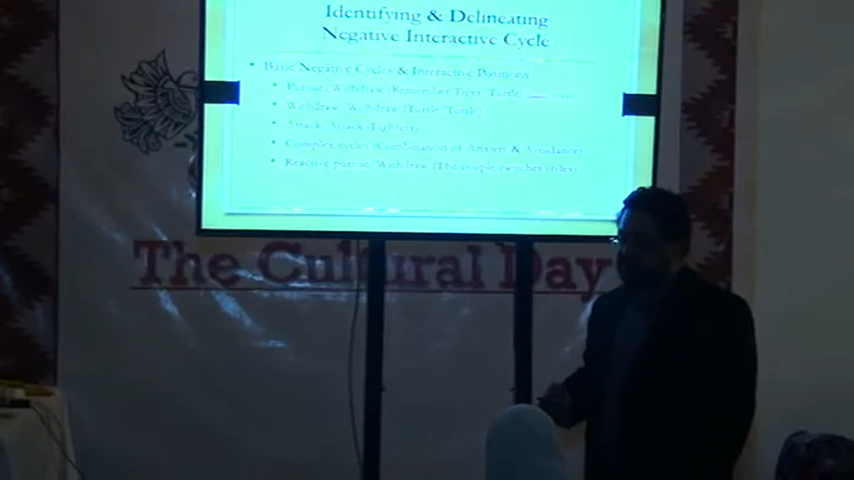 Identifying & Delineating
Negative Interactive Cycle
• Basic Negative Cycles & Interactive Positions
• Pursue/Withdraw (Remember Tiger/Turtle)
• Withdraw/Withdraw (Turtle/Turtle)
• Attack/Attack (Fighters)
• Complex cycles (Combination of Anxiety & Avoidance)
• Reactive pursue/Withdraw (The couple switches roles)
The Cultural Day